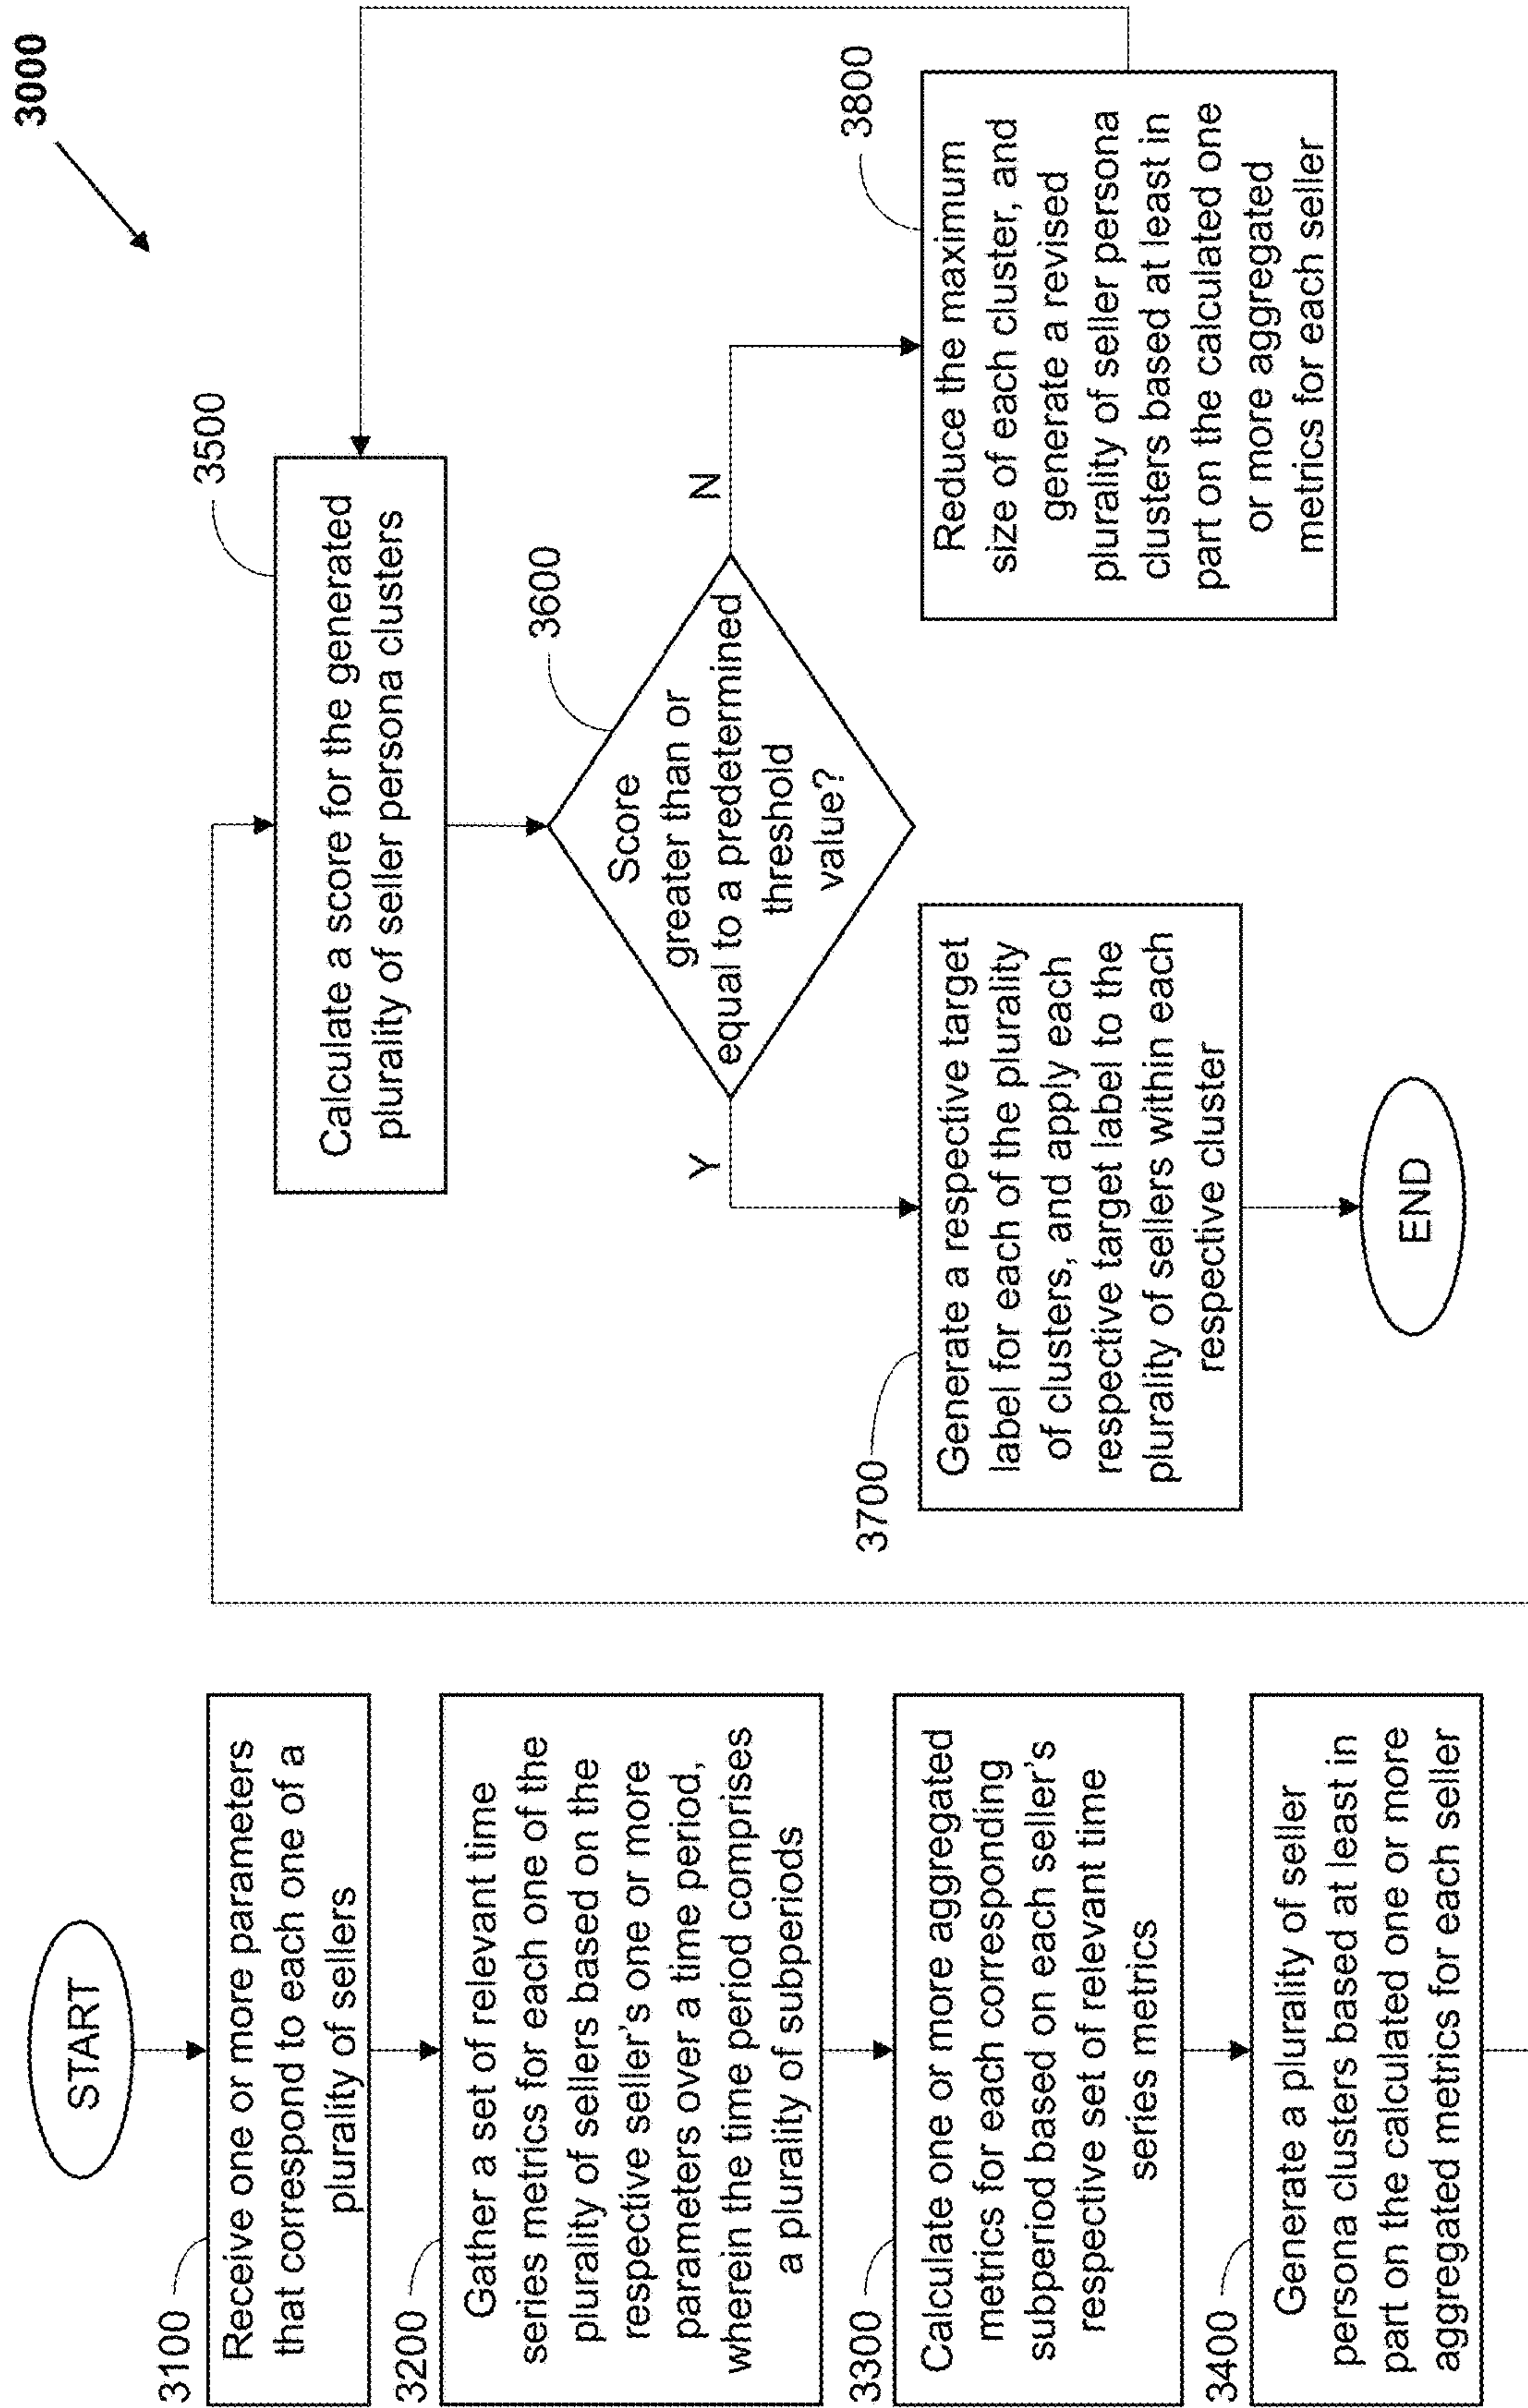 3000
START
3100
Receive one or more parameters
that correspond to each one of a
plurality of sellers
3200
Gather a set of relevant time
series metrics for each one of the
plurality of sellers based on the
respective seller's one or more
parameters over a time period,
wherein the time period comprises
a plurality of subperiods
3300
Calculate one or more aggregated
metrics for each corresponding
subperiod based on each seller's
respective set of relevant time
series metrics
3400
Generate a plurality of seller
persona clusters based at least in
part on the calculated one or more
aggregated metrics for each seller
3500
Calculate a score for the generated
plurality of seller persona clusters
3600
Score
greater than or
equal to a predetermined
threshold
value?
Y
N
3700
Generate a respective target
label for each of the plurality
of clusters, and apply each
respective target label to the
plurality of sellers within each
respective cluster
3800
Reduce the maximum
size of each cluster, and
generate a revised
plurality of seller persona
clusters based at least in
part on the calculated one
or more aggregated
metrics for each seller
END